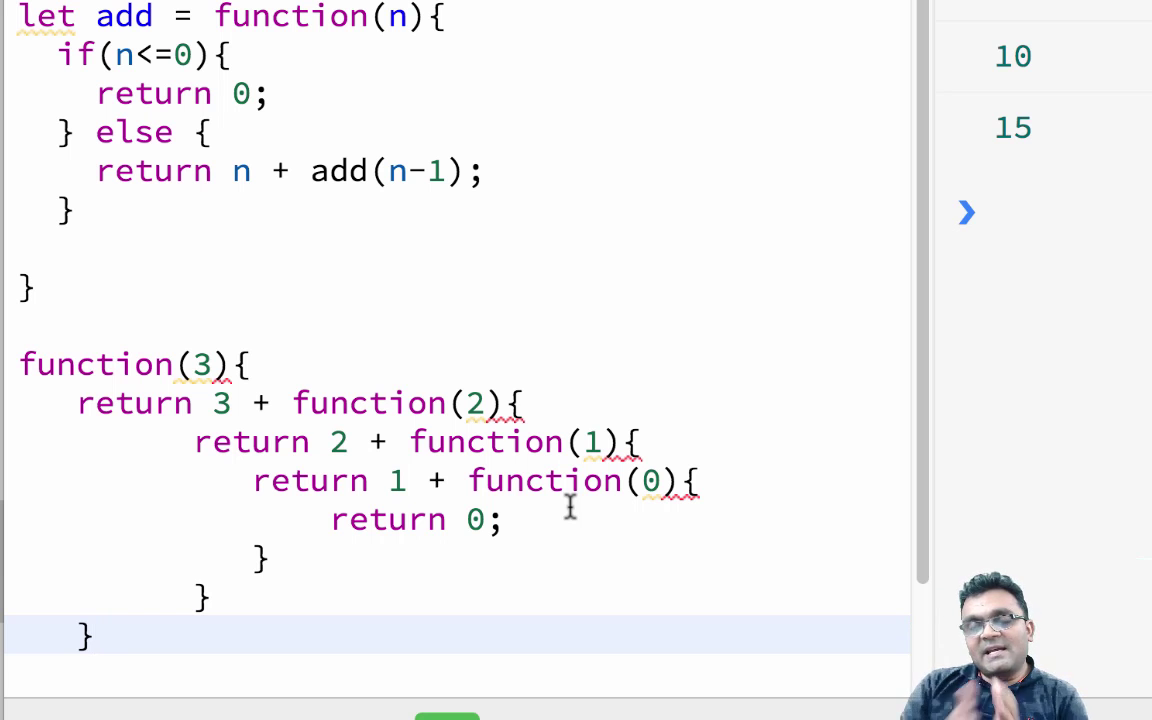 let add = function(n){
if(n<=0){
return 0;
} else {
return n + add(n-1);
}
}
function(3){
return 3 + function(2){
return 2 + function(1){
return 1 + function(0){
return 0;
}
}
}
10
15